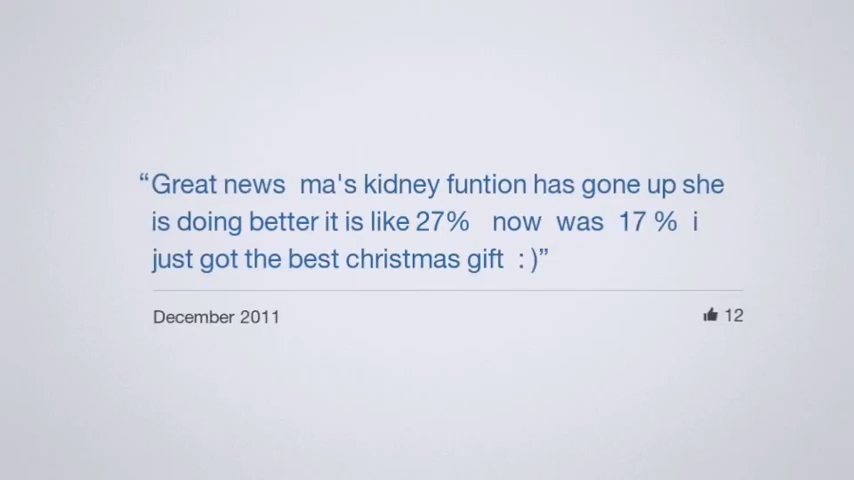 “Great news  ma's kidney funtion has gone up she
is doing better it is like 27%   now  was  17 %  i
just got the best christmas gift  : )”
December 2011
12